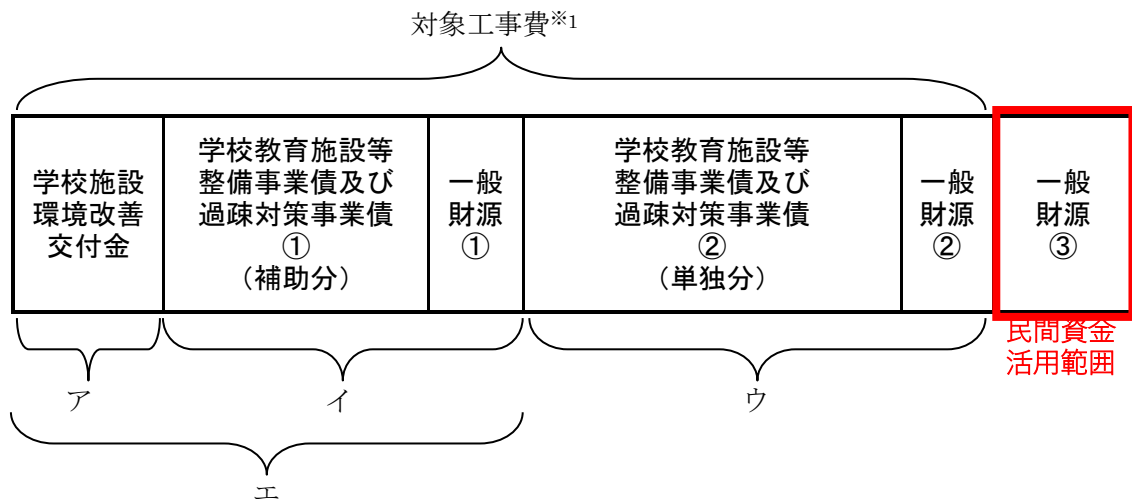 対象工事費※1
学校施設
環境改善
交付金
学校教育施設等
整備事業債及び
過疎対策事業債
①
（補助分）
一般
財源
①
学校教育施設等
整備事業債及び
過疎対策事業債
②
（単独分）
一般
財源
②
一般
財源
③
民間資金
活用範囲
ア
イ
ウ
エ